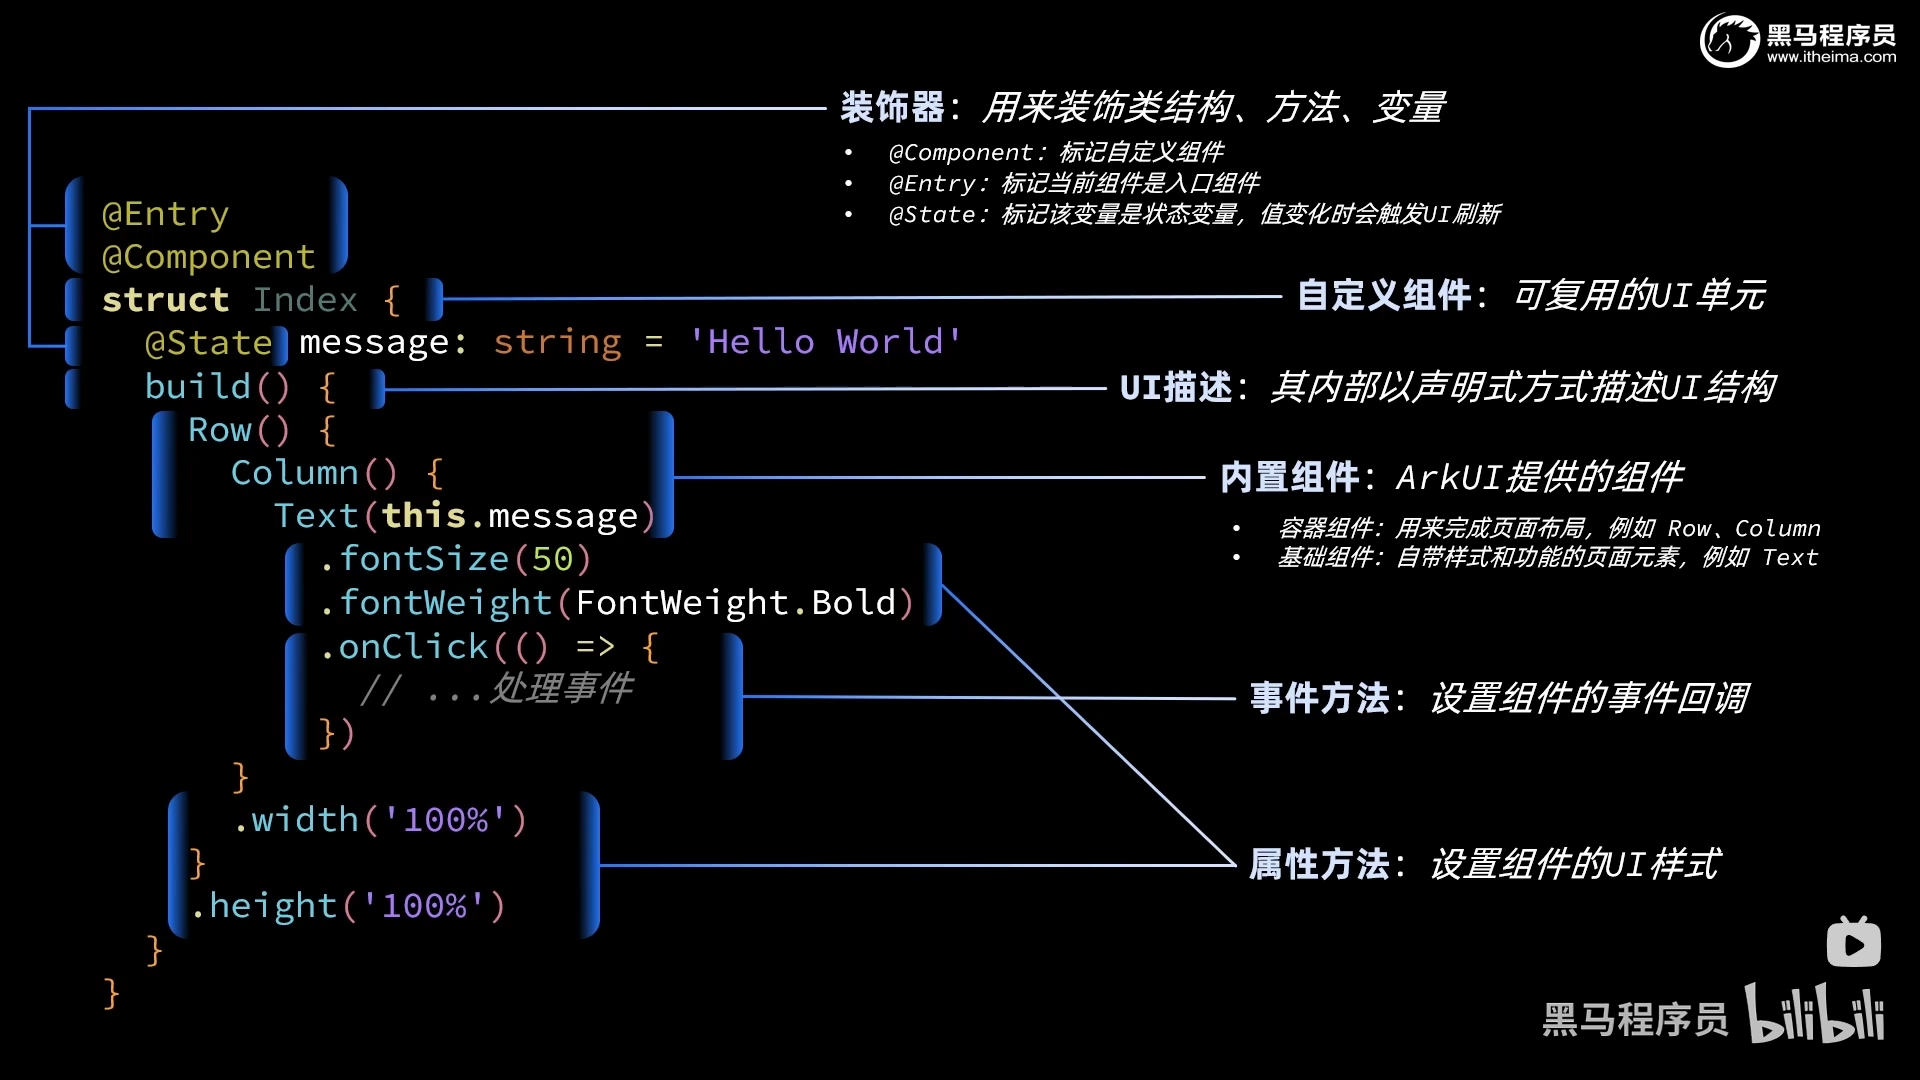 黑马程序员
www.itheima.com
装饰器：用来装饰类结构、方法、变量
• @Component：标记自定义组件
• @Entry：标记当前组件是入口组件
• @State：标记该变量是状态变量，值变化时会触发UI刷新
@Entry
@Component
struct Index {
自定义组件：可复用的UI单元
@State message: string = 'Hello World'
build() {
UI描述：其内部以声明式方式描述UI结构
Row() {
Column() {
内置组件：ArkUI提供的组件
Text(this.message)
• 容器组件：用来完成页面布局，例如 Row、Column
• 基础组件：自带样式和功能的页面元素，例如 Text
.fontSize(50)
.fontWeight(FontWeight.Bold)
.onClick(() => {
// ...处理事件
事件方法：设置组件的事件回调
})
}
.width('100%')
}
属性方法：设置组件的UI样式
.height('100%')
}
}
黑马程序员 bilibili